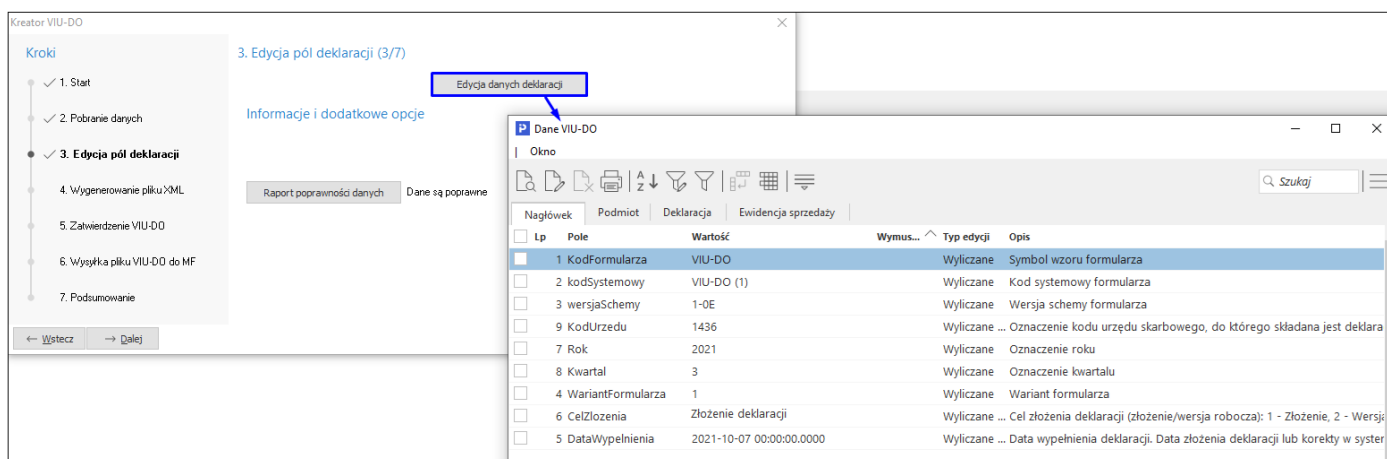 Kreator VIU-DO
Kroki
1. Start
2. Pobranie danych
3. Edycja pól deklaracji
4. Wygenerowanie pliku XML
5. Zatwierdzenie VIU-DO
6. Wysyłka pliku VIU-DO do MF
7. Podsumowanie
← Wstecz → Dalej
3. Edycja pól deklaracji (3/7)
Edycja danych deklaracji
Informacje i dodatkowe opcje
Raport poprawności danych Dane są poprawne
Dane VIU-DO
Okno
Szukaj
Nagłówek Podmiot Deklaracja Ewidencja sprzedaży
Lp Pole Wartość Wymus... Typ edycji Opis
1 KodFormularza VIU-DO Wyliczane Symbol wzoru formularza
2 kodSystemowy VIU-DO (1) Wyliczane Kod systemowy formularza
3 wersjaSchemy 1-0E Wyliczane Wersja schemy formularza
9 KodUrzedu 1436 Wyliczane ... Oznaczenie kodu urzędu skarbowego, do którego składana jest deklara
7 Rok 2021 Wyliczane Oznaczenie roku
8 Kwartal 3 Wyliczane Oznaczenie kwartału
4 WariantFormularza 1 Wyliczane Wariant formularza
6 CelZlozenia Złożenie deklaracji Wyliczane ... Cel złożenia deklaracji (złożenie/wersja robocza): 1 - Złożenie, 2 - Wersja
5 DataWypelnienia 2021-10-07 00:00:00.0000 Wyliczane ... Data wypełnienia deklaracji. Data złożenia deklaracji lub korekty w system